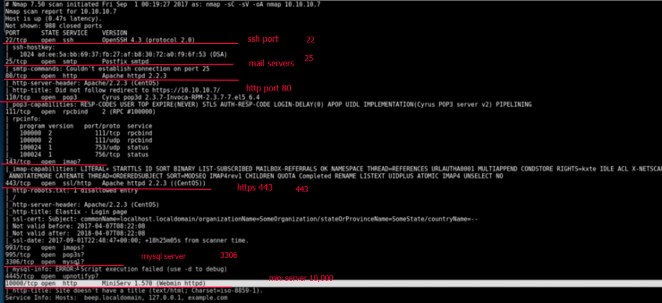 # Nmap 7.50 scan initiated Fri Sep 1 00:19:27 2017 as: nmap -sC -sV -oA nmap 10.10.10.7
Nmap scan report for 10.10.10.7
Host is up (0.47s latency).
Not shown: 988 closed ports
PORT STATE SERVICE VERSION
22/tcp open ssh OpenSSH 4.3 (protocol 2.0) ssh port 22
| ssh-hostkey:
| 1024 ad:ee:5a:bb:69:37:fb:27:af:b8:30:72:a0:f9:6f:53 (DSA)
25/tcp open smtp Postfix smtpd mail servers 25
|_smtp-commands: Couldn't establish connection on port 25
80/tcp open http Apache httpd 2.2.3 http port 80
|_http-server-header: Apache/2.2.3 (CentOS)
|_http-title: Did not follow redirect to https://10.10.10.7/
110/tcp open pop3 Cyrus pop3d 2.3.7-Invoca-RPM-2.3.7-7.el5_6.4
|_pop3-capabilities: RESP-CODES USER TOP EXPIRE(NEVER) STLS AUTH-RESP-CODE LOGIN-DELAY(0) APOP UIDL IMPLEMENTATION(Cyrus POP3 server v2) PIPELINING
111/tcp open rpcbind 2 (RPC #100000)
| rpcinfo:
| program version port/proto service
| 100000 2 111/tcp rpcbind
| 100000 2 111/udp rpcbind
| 100024 1 753/udp status
|_ 100024 1 756/tcp status
143/tcp open imap?
|_imap-capabilities: LITERAL+ STARTTLS ID SORT BINARY LIST-SUBSCRIBED MAILBOX-REFERRALS OK NAMESPACE THREAD=REFERENCES URLAUTHA0001 MULTIAPPEND CONDSTORE RIGHTS=kxte IDLE ACL X-NETSCAP
ANNOTATEMORE CATENATE THREAD=ORDEREDSUBJECT SORT=MODSEQ IMAP4rev1 CHILDREN QUOTA Completed RENAME LISTEXT UIDPLUS ATOMIC IMAP4 UNSELECT NO
443/tcp open ssl/http Apache httpd 2.2.3 ((CentOS)) https 443 443
| http-robots.txt: 1 disallowed entry
|_/
|_http-server-header: Apache/2.2.3 (CentOS)
|_http-title: Elastix - Login page
| ssl-cert: Subject: commonName=localhost.localdomain/organizationName=SomeOrganization/stateOrProvinceName=SomeState/countryName=--
| Not valid before: 2017-04-07T08:22:08
|_Not valid after: 2018-04-07T08:22:08
|_ssl-date: 2017-09-01T22:48:47+00:00; +18h25m05s from scanner time.
993/tcp open imaps?
995/tcp open pop3s? mysql server 3306
3306/tcp open mysql?
|_mysql-info: ERROR: Script execution failed (use -d to debug)
4445/tcp open upnotifyp?
10000/tcp open http MiniServ 1.570 (Webmin httpd) server 10,000
|_http-title: Site doesn't have a title (text/html; Charset=iso-8859-1).
Service Info: Hosts: beep.localdomain, 127.0.0.1, example.com